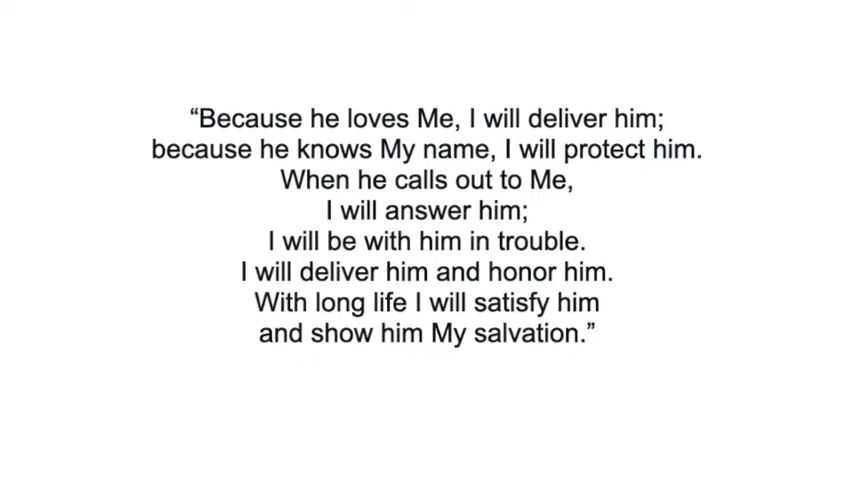 “Because he loves Me, I will deliver him;
because he knows My name, I will protect him.
When he calls out to Me,
I will answer him;
I will be with him in trouble.
I will deliver him and honor him.
With long life I will satisfy him
and show him My salvation.”